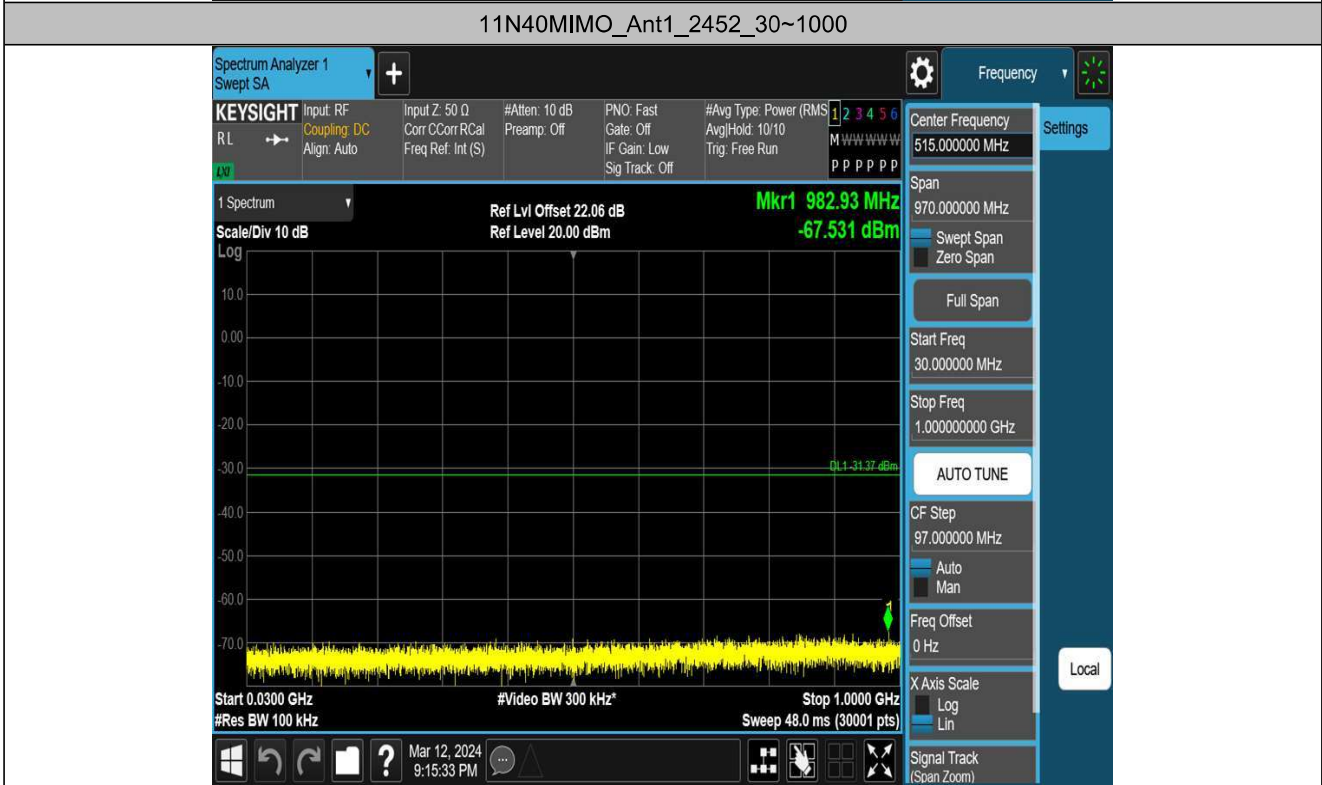 11N40MIMO_Ant1_2452_30~1000
Spectrum Analyzer 1
Swept SA
+
Frequency
KEYSIGHT
RL
LXI
Input: RF
Coupling: DC
Align: Auto
Input Z: 50 Ω
Corr CCorr RCal
Freq Ref: Int (S)
#Atten: 10 dB
Preamp: Off
PNO: Fast
Gate: Off
IF Gain: Low
Sig Track: Off
#Avg Type: Power (RMS
Avg|Hold: 10/10
Trig: Free Run
1 2 3 4 5 6
M W W W W W
P P P P P P
1 Spectrum
Scale/Div 10 dB
Log
Ref Lvl Offset 22.06 dB
Ref Level 20.00 dBm
Mkr1 982.93 MHz
-67.531 dBm
10.0
0.00
-10.0
-20.0
-30.0
DL1 -31.37 dBm
-40.0
-50.0
-60.0
1
-70.0
Start 0.0300 GHz
#Res BW 100 kHz
#Video BW 300 kHz*
Stop 1.0000 GHz
Sweep 48.0 ms (30001 pts)
?
Mar 12, 2024
9:15:33 PM
Center Frequency
515.000000 MHz
Span
970.000000 MHz
Swept Span
Zero Span
Full Span
Start Freq
30.000000 MHz
Stop Freq
1.000000000 GHz
AUTO TUNE
CF Step
97.000000 MHz
Auto
Man
Freq Offset
0 Hz
X Axis Scale
Log
Lin
Signal Track
(Span Zoom)
Settings
Local